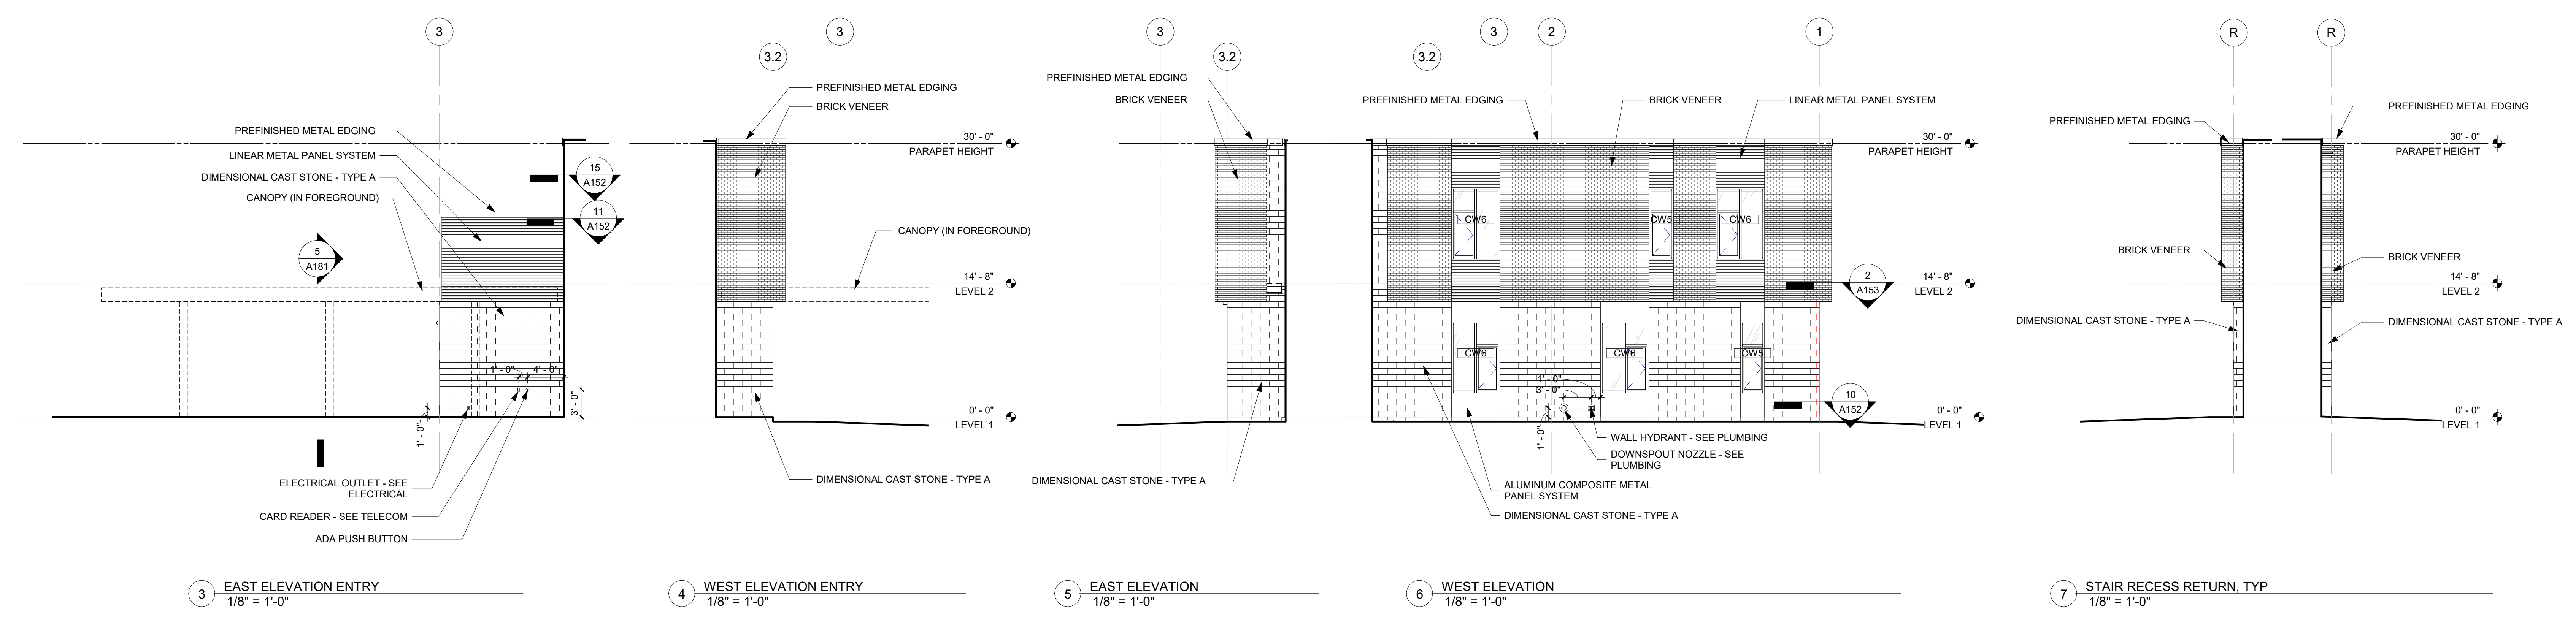 3
PREFINISHED METAL EDGING
LINEAR METAL PANEL SYSTEM
DIMENSIONAL CAST STONE - TYPE A
CANOPY (IN FOREGROUND)
15
A152
11
A152
5
A181
1' - 0"
4' - 0"
3' - 0"
1' - 0"
ELECTRICAL OUTLET - SEE
ELECTRICAL
CARD READER - SEE TELECOM
ADA PUSH BUTTON
3
EAST ELEVATION ENTRY
1/8" = 1'-0"
3
3.2
PREFINISHED METAL EDGING
BRICK VENEER
30' - 0"
PARAPET HEIGHT
CANOPY (IN FOREGROUND)
14' - 8"
LEVEL 2
0' - 0"
LEVEL 1
DIMENSIONAL CAST STONE - TYPE A
4
WEST ELEVATION ENTRY
1/8" = 1'-0"
3
3.2
PREFINISHED METAL EDGING
BRICK VENEER
DIMENSIONAL CAST STONE - TYPE A
5
EAST ELEVATION
1/8" = 1'-0"
3
2
1
3.2
PREFINISHED METAL EDGING
BRICK VENEER
LINEAR METAL PANEL SYSTEM
30' - 0"
PARAPET HEIGHT
CW6
CW5
CW6
2
A153
14' - 8"
LEVEL 2
CW6
CW6
CW5
1' - 0"
3' - 0"
1' - 0"
10
A152
0' - 0"
LEVEL 1
WALL HYDRANT - SEE PLUMBING
DOWNSPOUT NOZZLE - SEE
PLUMBING
ALUMINUM COMPOSITE METAL
PANEL SYSTEM
DIMENSIONAL CAST STONE - TYPE A
6
WEST ELEVATION
1/8" = 1'-0"
R
R
PREFINISHED METAL EDGING
PREFINISHED METAL EDGING
30' - 0"
PARAPET HEIGHT
BRICK VENEER
BRICK VENEER
14' - 8"
LEVEL 2
DIMENSIONAL CAST STONE - TYPE A
DIMENSIONAL CAST STONE - TYPE A
0' - 0"
LEVEL 1
7
STAIR RECESS RETURN, TYP
1/8" = 1'-0"